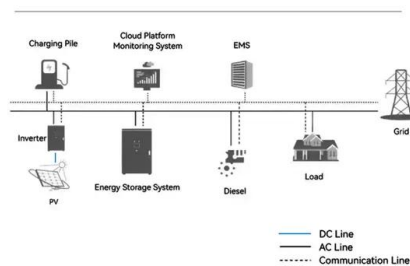 Charging Pile
Cloud Platform
Monitoring System
EMS
Grid
Inverter
PV
Energy Storage System
Diesel
Load
DC Line
AC Line
Communication Line